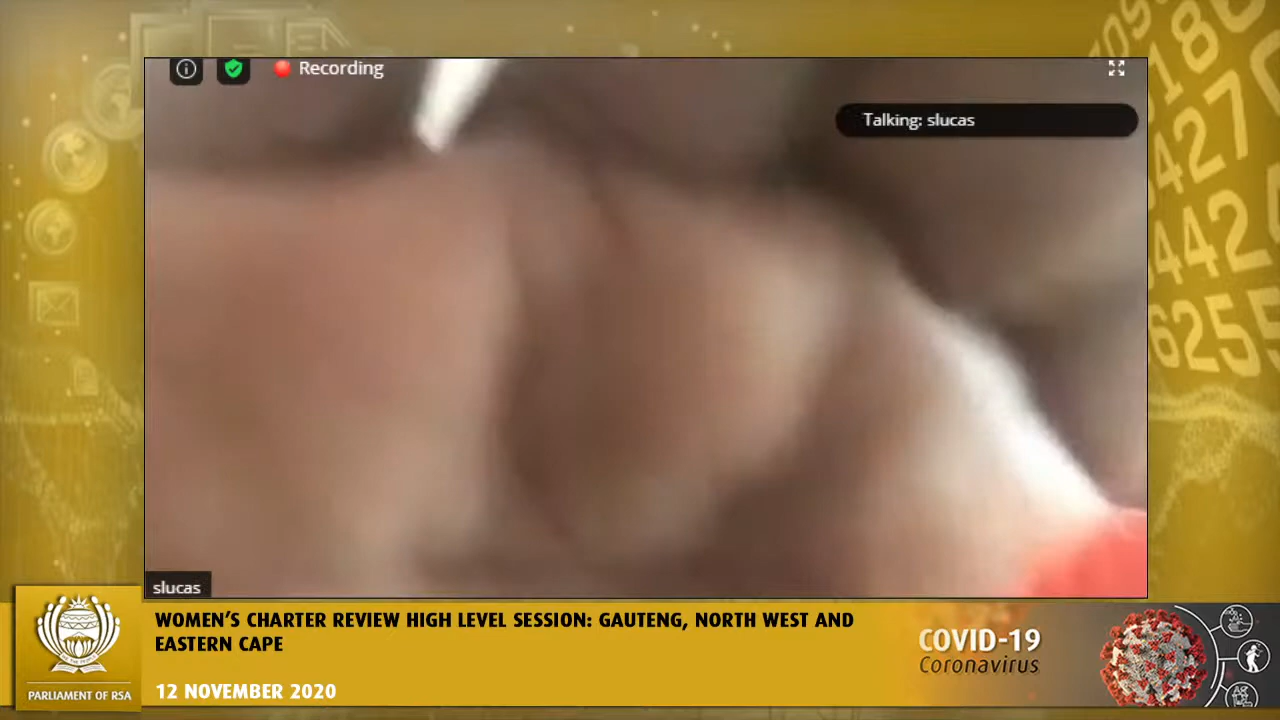 Recording
Talking: slucas
slucas
WOMEN'S CHARTER REVIEW HIGH LEVEL SESSION: GAUTENG, NORTH WEST AND
EASTERN CAPE
12 NOVEMBER 2020
PARLIAMENT OF RSA
COVID-19
Coronavirus
6255